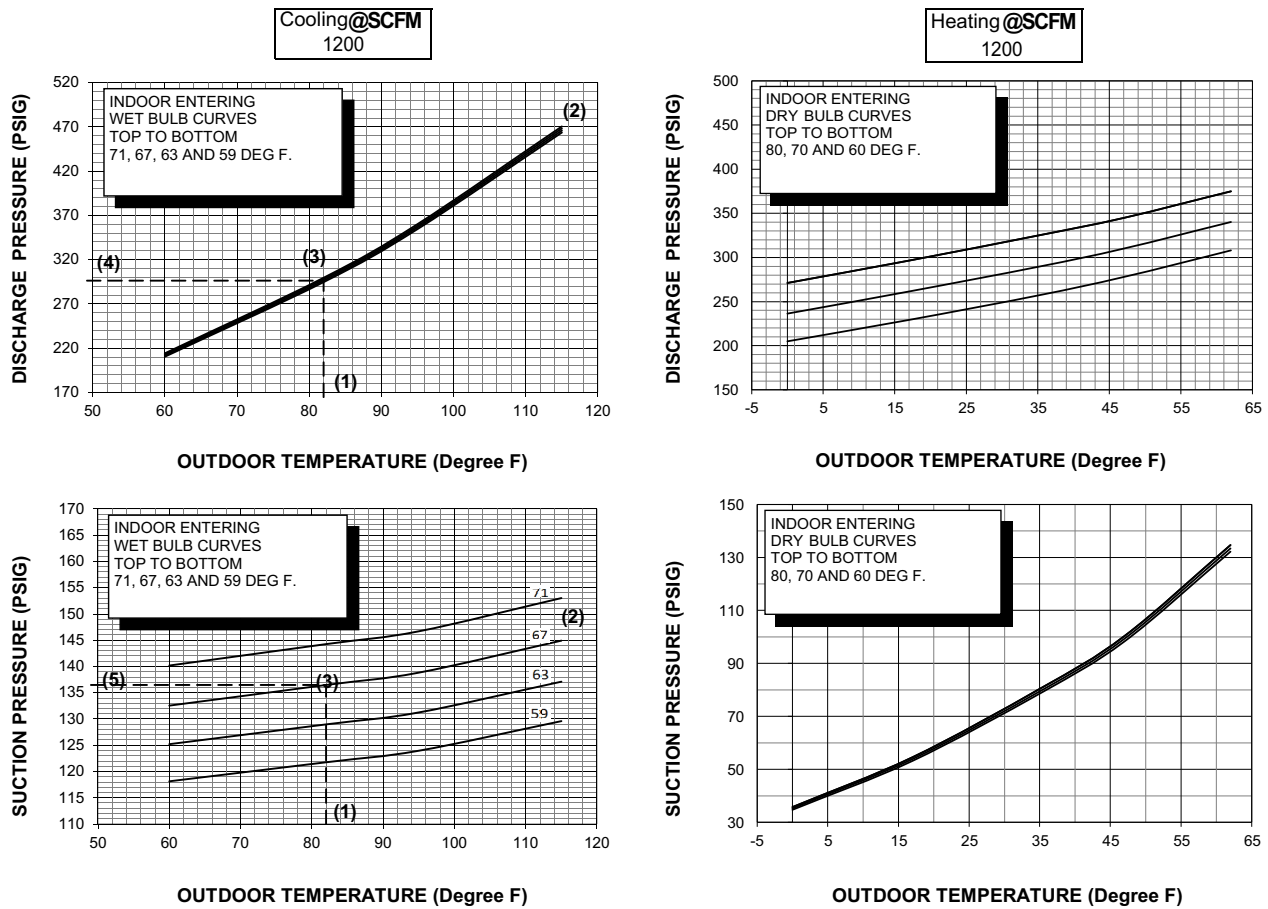 Cooling@SCFM
1200
Heating @SCFM
1200
DISCHARGE PRESSURE (PSIG)
520
470
420
370
320
270
220
170
INDOOR ENTERING
WET BULB CURVES
TOP TO BOTTOM
71, 67, 63 AND 59 DEG F.
(2)
(3)
(4)
(1)
50 60 70 80 90 100 110 120
OUTDOOR TEMPERATURE (Degree F)
DISCHARGE PRESSURE (PSIG)
500
450
400
350
300
250
200
150
INDOOR ENTERING
DRY BULB CURVES
TOP TO BOTTOM
80, 70 AND 60 DEG F.
-5 5 15 25 35 45 55 65
OUTDOOR TEMPERATURE (Degree F)
SUCTION PRESSURE (PSIG)
170
165
160
155
150
145
140
135
130
125
120
115
110
INDOOR ENTERING
WET BULB CURVES
TOP TO BOTTOM
71, 67, 63 AND 59 DEG F.
71
(2)
67
(5)
(3)
63
59
(1)
50 60 70 80 90 100 110 120
OUTDOOR TEMPERATURE (Degree F)
SUCTION PRESSURE (PSIG)
150
130
110
90
70
50
30
INDOOR ENTERING
DRY BULB CURVES
TOP TO BOTTOM
80, 70 AND 60 DEG F.
-5 5 15 25 35 45 55 65
OUTDOOR TEMPERATURE (Degree F)